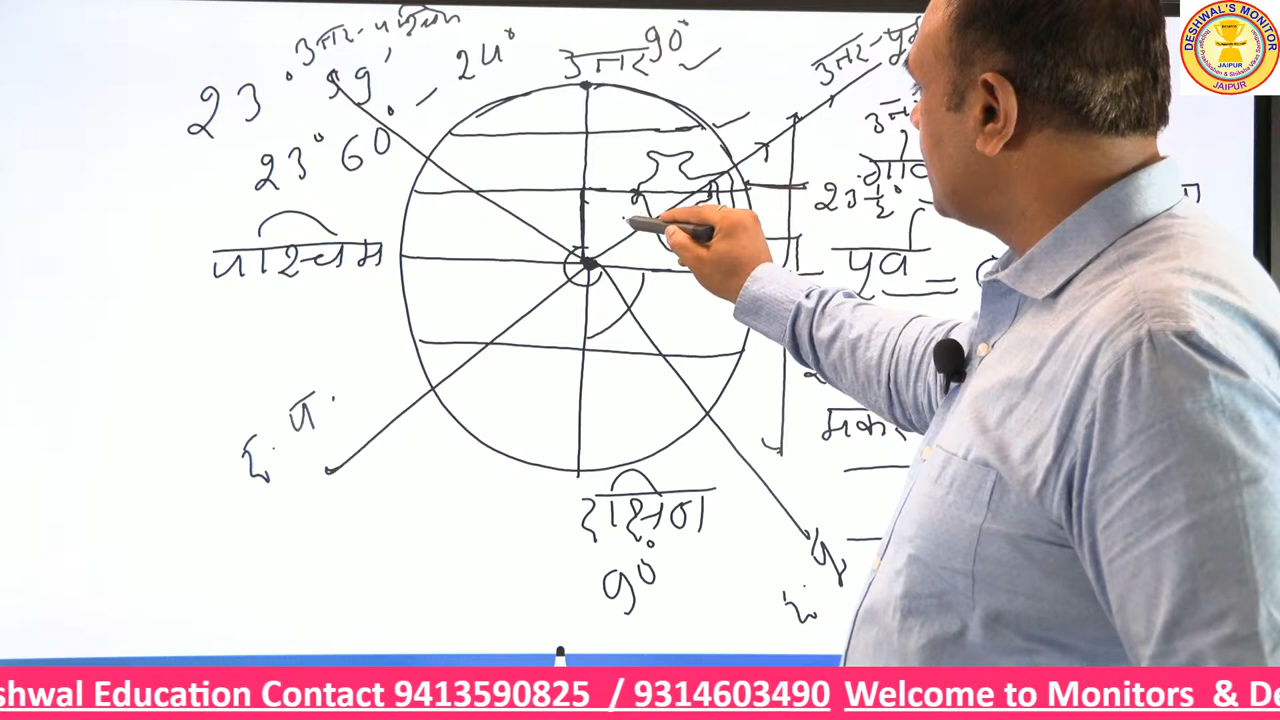 उत्तर-पश्चिम
23° 59'
24°
उत्तर 90°
उत्तर-पूर्व
23° 60°
23½°
पश्चिम
पूर्व =
द. प.
दक्षिण
90°
DESHWAL'S MONITOR
JAIPUR
JAIPUR
shwal Education Contact 9413590825 / 9314603490 Welcome to Monitors & De